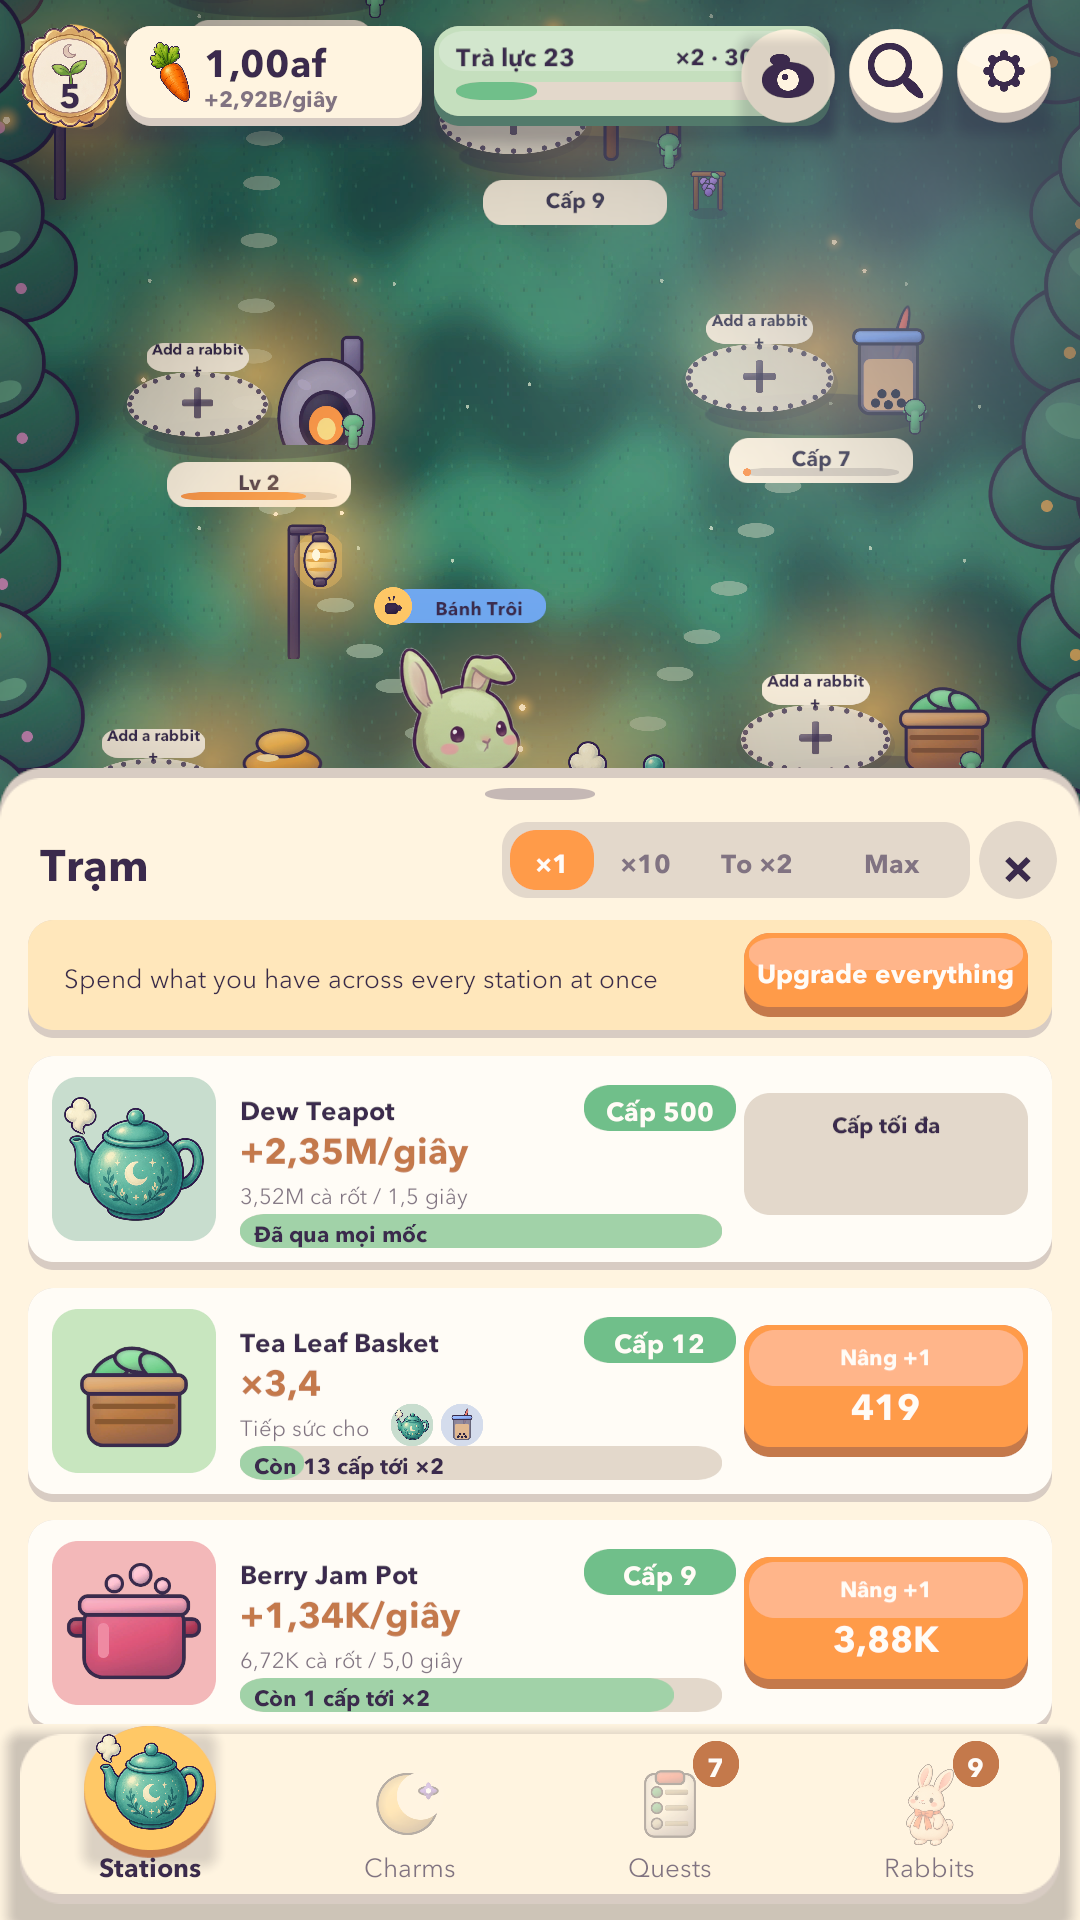 5
1,00af
+2,92B/giây
Trà lực 23
×2 · 30
Cấp 9
Add a rabbit
+
Add a rabbit
+
Lv 2
Cấp 7
Bánh Trôi
Add a rabbit
+
Add a rabbit
+
Trạm
×1
×10
To ×2
Max
×
Spend what you have across every station at once
Upgrade everything
Dew Teapot
Cấp 500
+2,35M/giây
3,52M cà rốt / 1,5 giây
Đã qua mọi mốc
Cấp tối đa
Tea Leaf Basket
Cấp 12
×3,4
Tiếp sức cho
Còn 13 cấp tới ×2
Nâng +1
419
Berry Jam Pot
Cấp 9
+1,34K/giây
6,72K cà rốt / 5,0 giây
Còn 1 cấp tới ×2
Nâng +1
3,88K
Stations
Charms
7
Quests
9
Rabbits